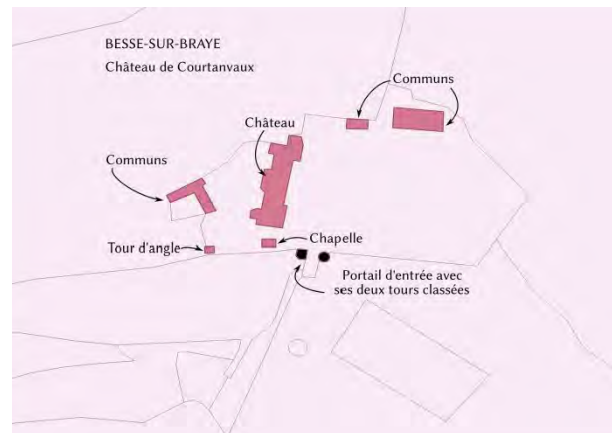 BESSE-SUR-BRAYE
Château de Courtanvaux
Communs
Château
Communs
Tour d'angle
Chapelle
Portail d'entrée avec
ses deux tours classées